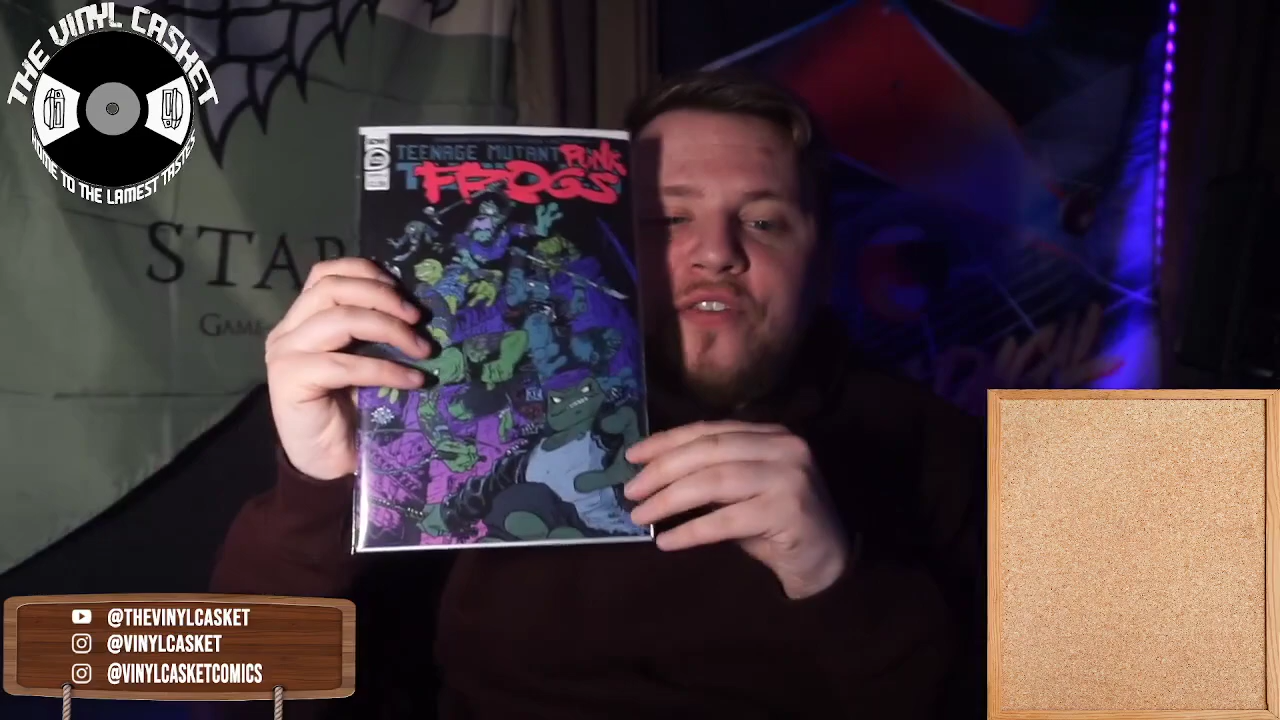 THE VINYL CASKET
HOME TO THE LAMEST TASTES
TEENAGE MUTANT PUNK
FROGS
STAR
GAME
@THEVINYLCASKET
@VINYLCASKET
@VINYLCASKETCOMICS